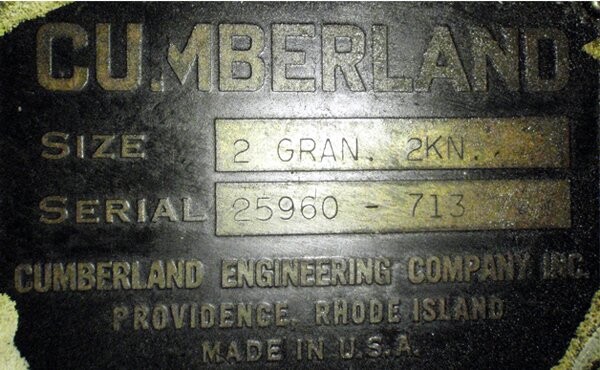 CUMBERLAND
SIZE 2 GRAN. 2KN.
SERIAL 25960 - 713
CUMBERLAND ENGINEERING COMPANY INC.
PROVIDENCE, RHODE ISLAND
MADE IN U.S.A.